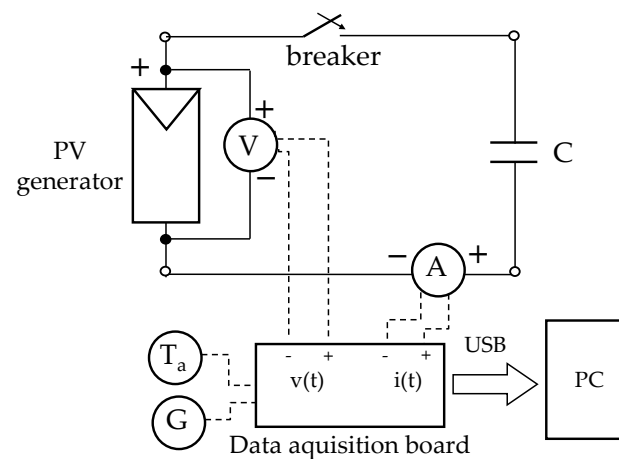 breaker
+
+
V
−
PV
generator
C
− A +
Tₐ
G
- + - +
v(t) i(t)
USB
PC
Data aquisition board